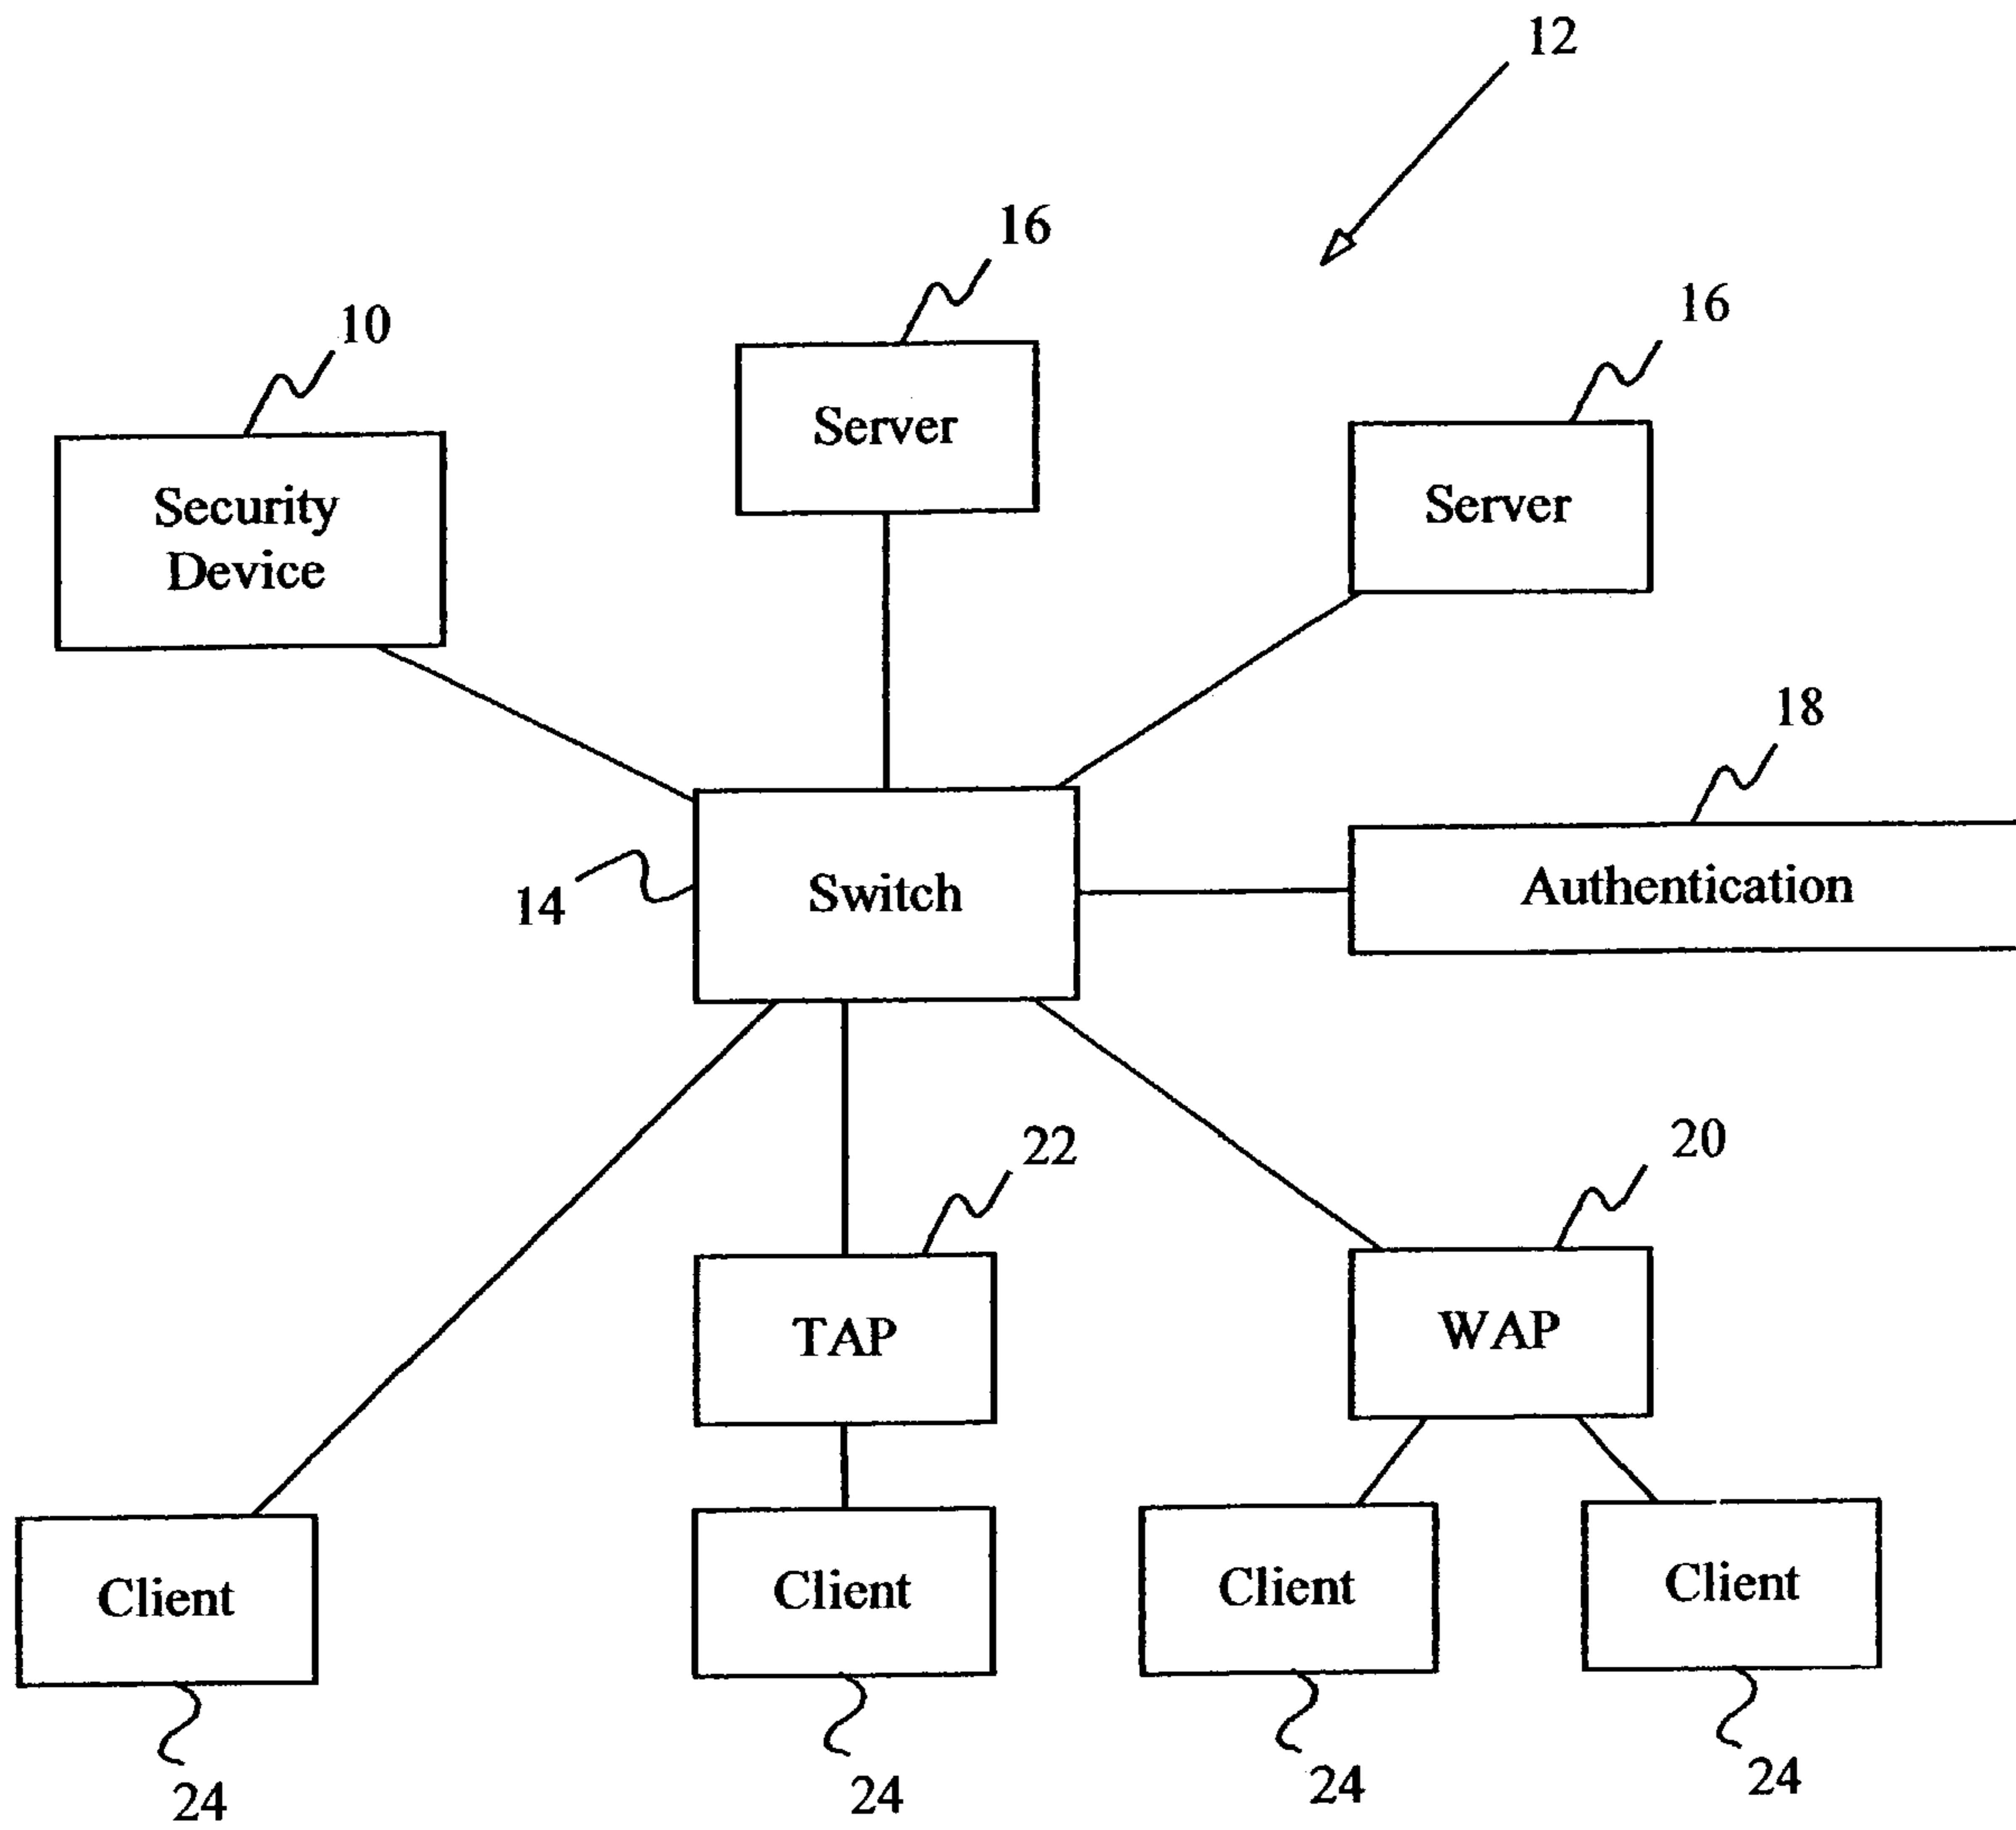 12
16
16
10
Server
Server
Security
Device
18
Authentication
Switch
14
22
20
TAP
WAP
Client
Client
Client
Client
24
24
24
24